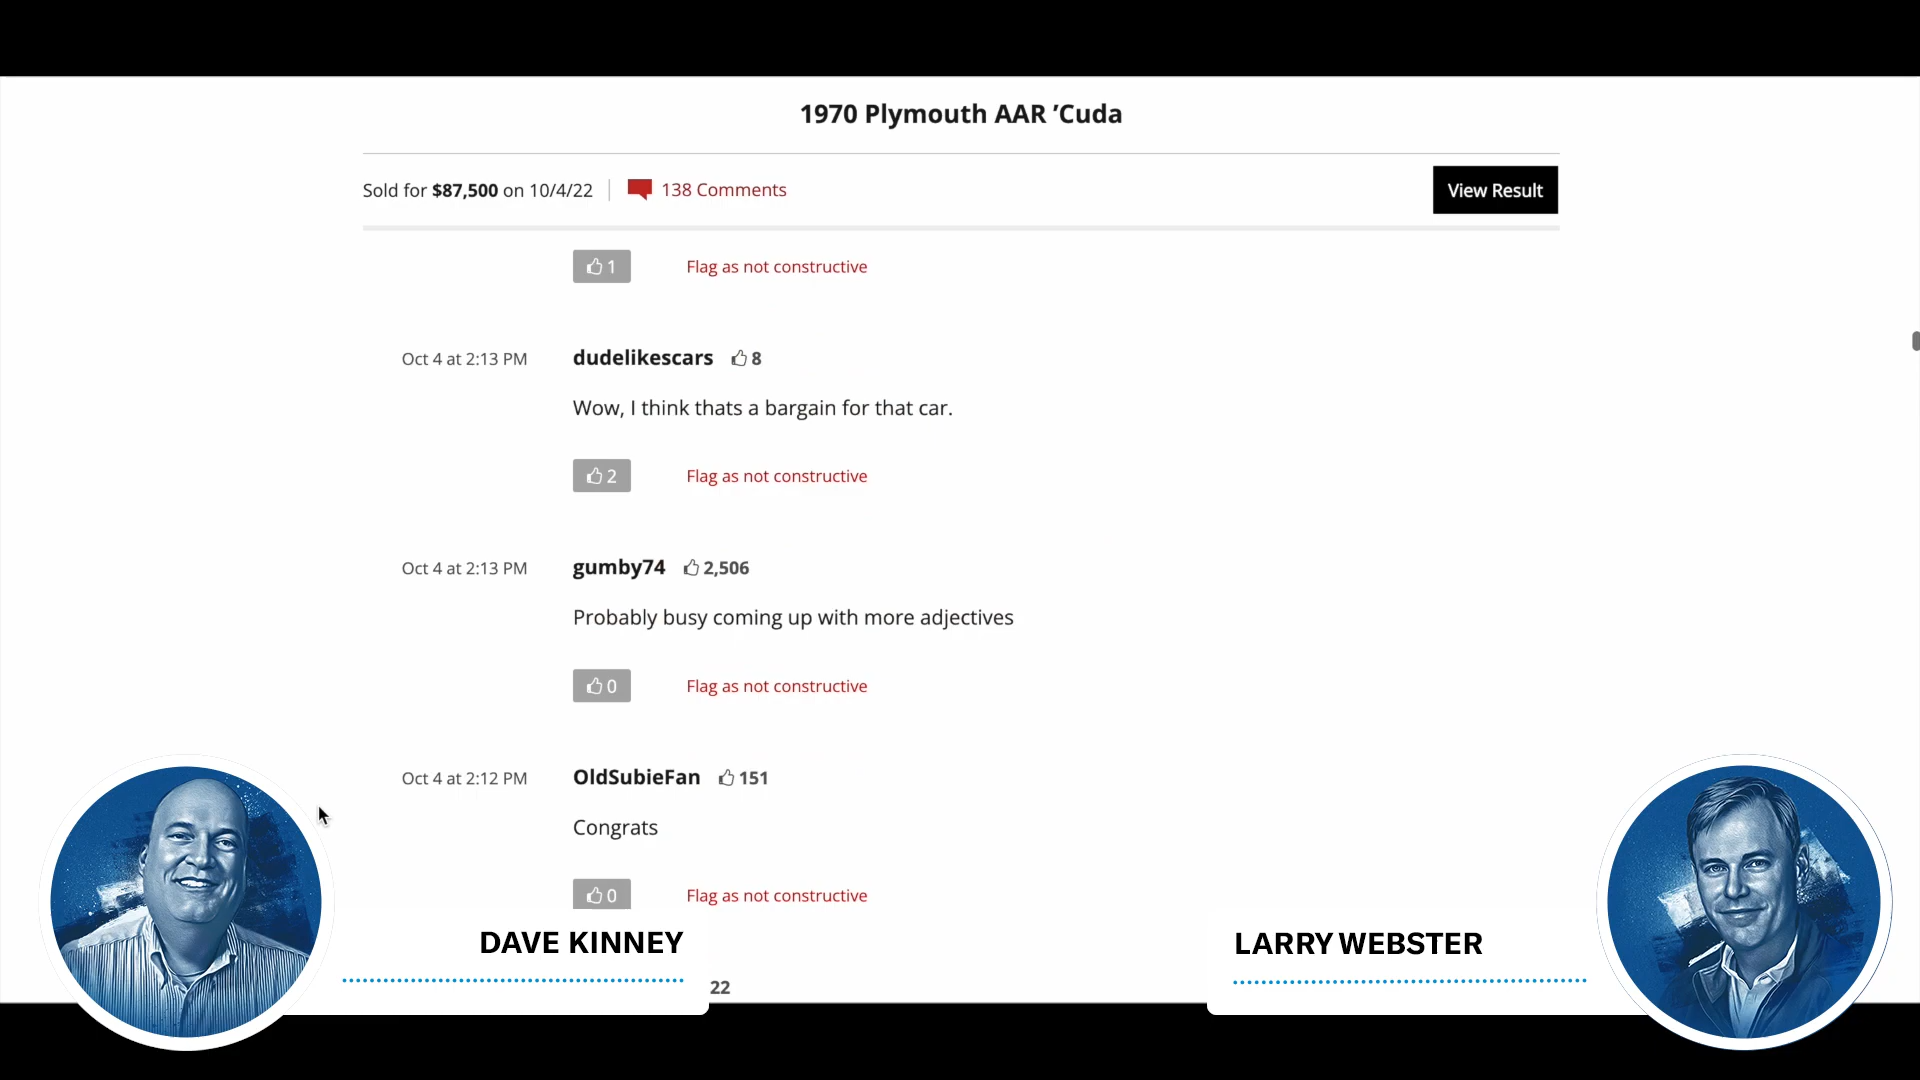 1970 Plymouth AAR ’Cuda
Sold for $87,500 on 10/4/22
138 Comments
View Result
1
Flag as not constructive
Oct 4 at 2:13 PM
dudelikescars
8
Wow, I think thats a bargain for that car.
2
Flag as not constructive
Oct 4 at 2:13 PM
gumby74
2,506
Probably busy coming up with more adjectives
0
Flag as not constructive
Oct 4 at 2:12 PM
OldSubieFan
151
Congrats
0
Flag as not constructive
22
DAVE KINNEY
LARRY WEBSTER